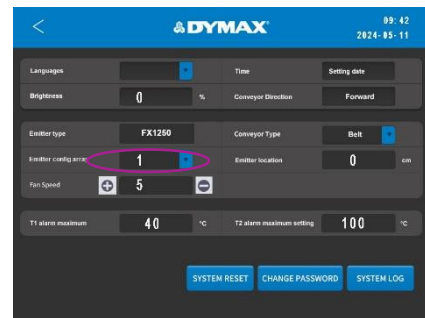 DYMAX
09:42
2024-05-11
Languages
Time Setting date
Brightness 0 % Conveyor Direction Forward
Emitter type FX1250 Conveyor Type Belt
Emitter config array 1 Emitter location 0 cm
Fan Speed 5
T1 alarm maximum 40 °C T2 alarm maximum setting 100 °C
SYSTEM RESET CHANGE PASSWORD SYSTEM LOG